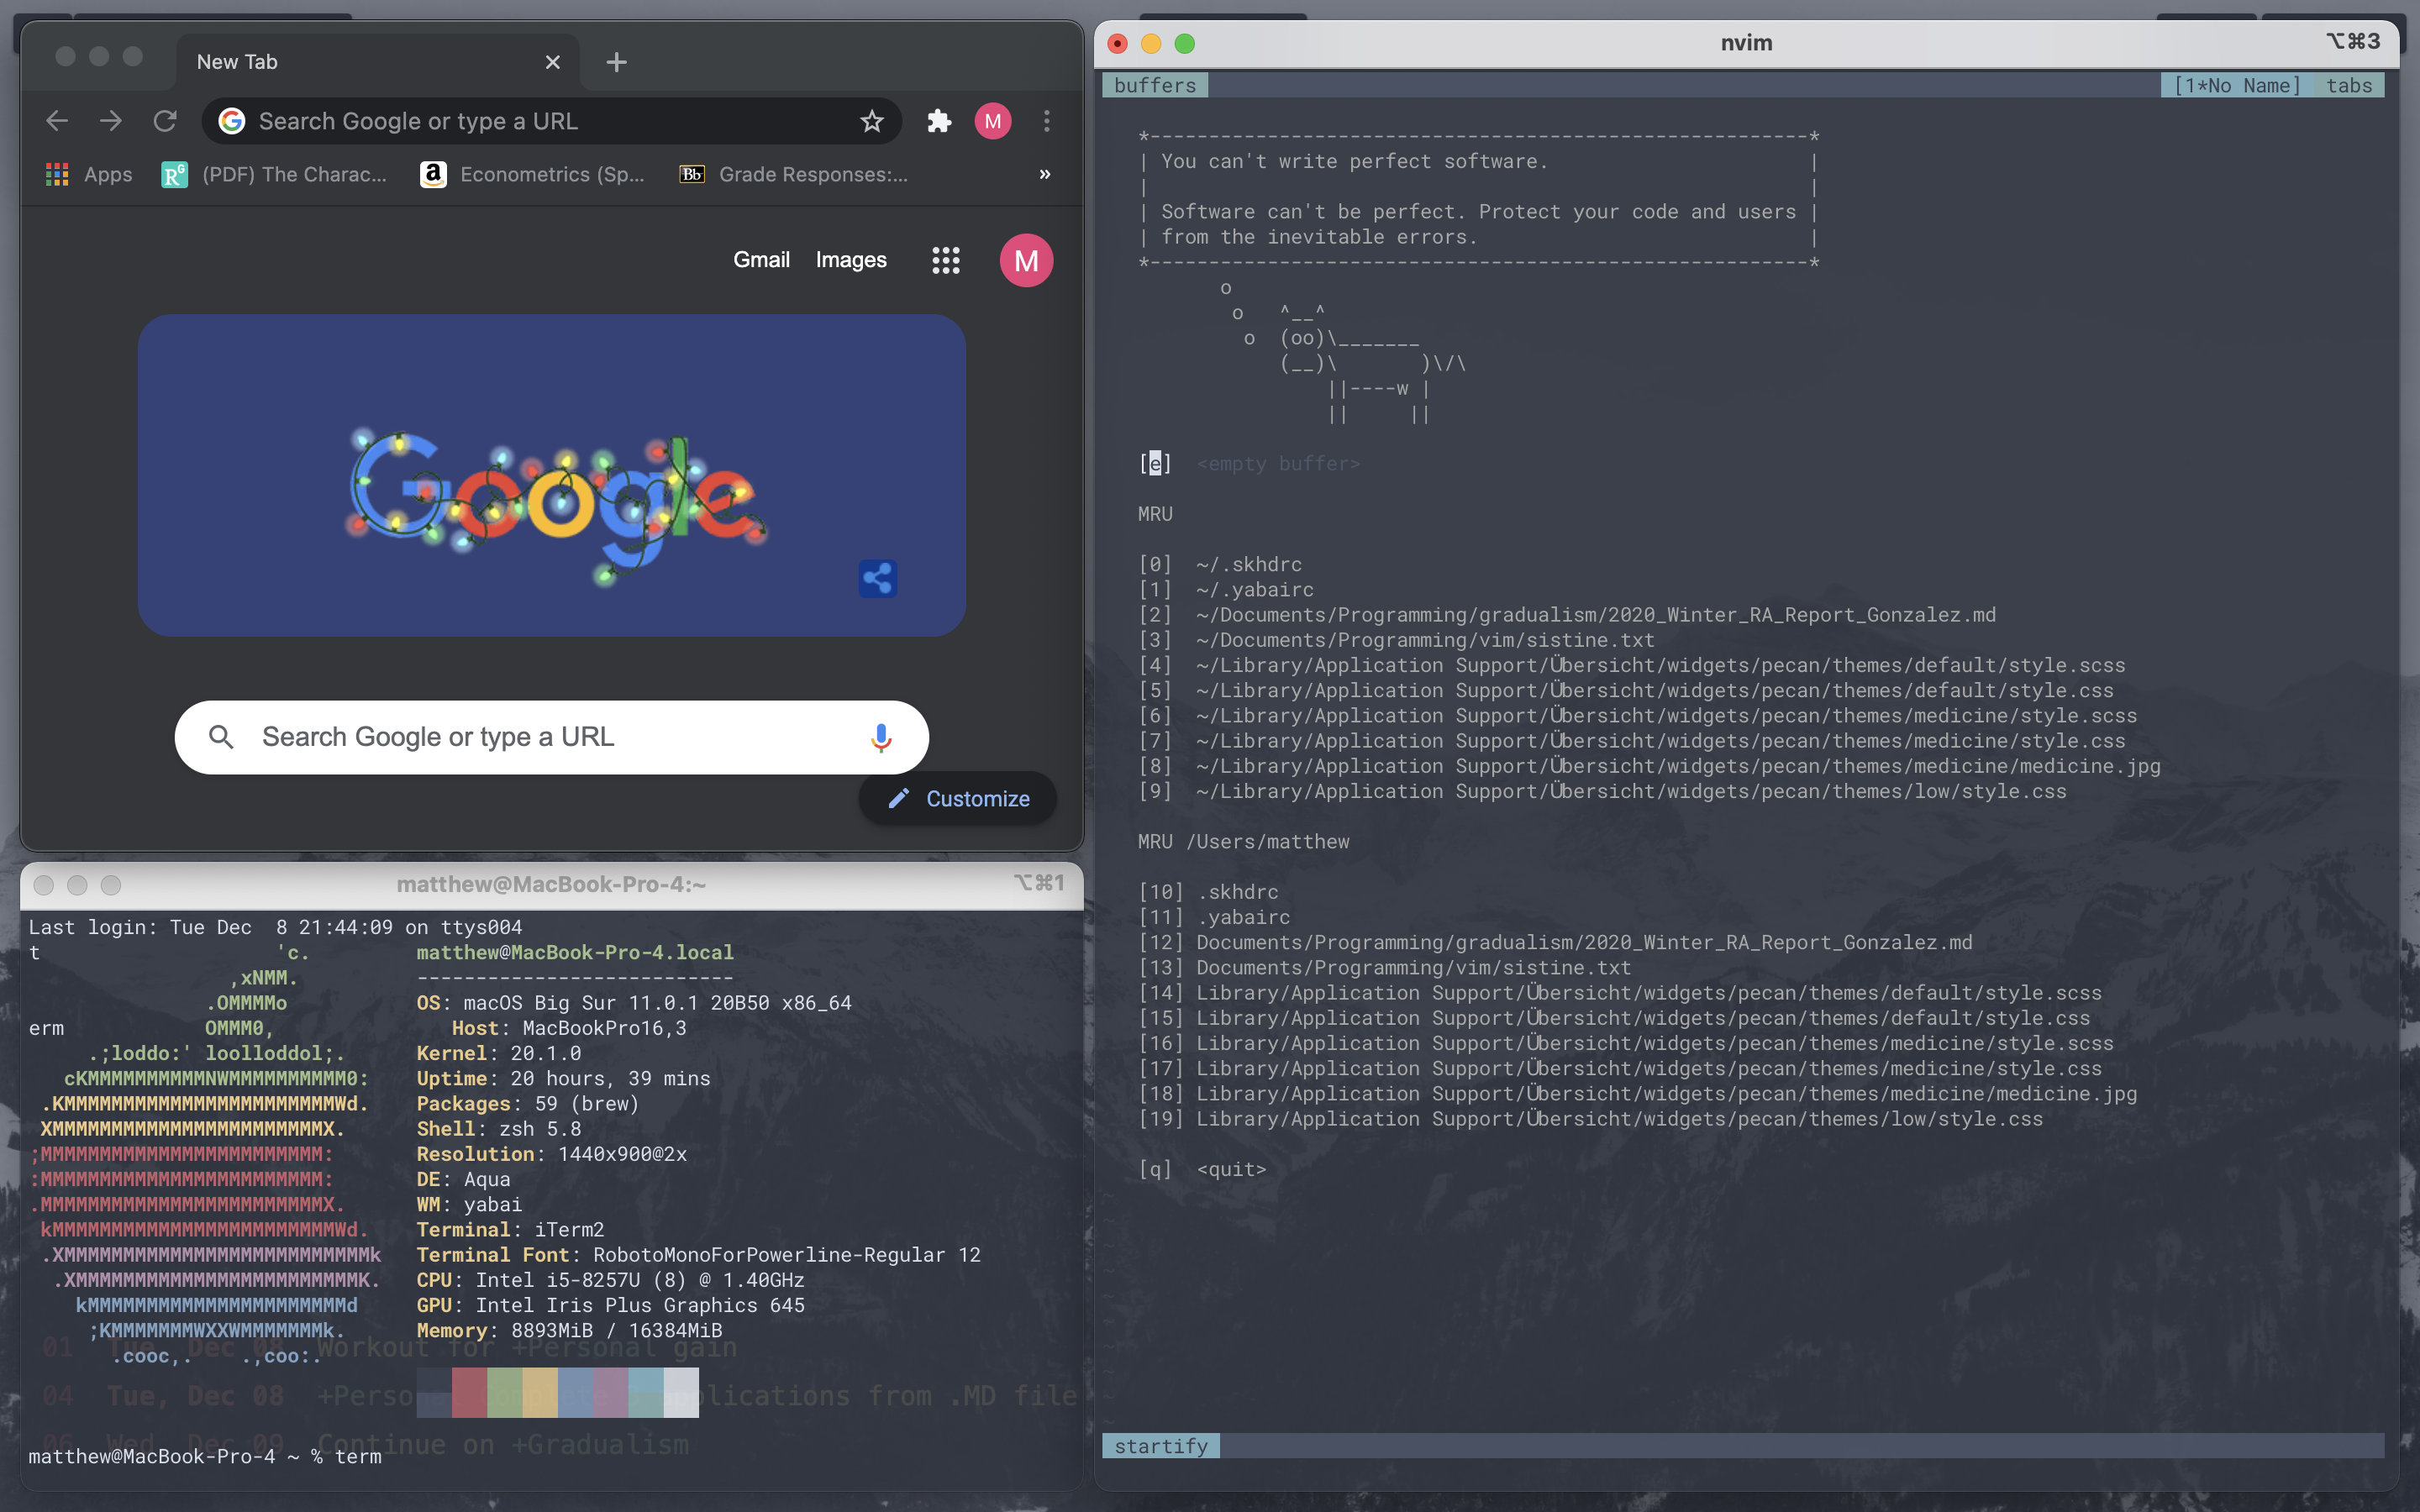 New Tab
Search Google or type a URL
M
Apps
(PDF) The Charac...
Econometrics (Sp...
Grade Responses:...
»
Gmail
Images
M
Google
Search Google or type a URL
Customize
matthew@MacBook-Pro-4:~
⌥⌘1
Last login: Tue Dec  8 21:44:09 on ttys004
t                    'c.         matthew@MacBook-Pro-4.local
                 ,xNMM.          ---------------------------
               .OMMMMo           OS: macOS Big Sur 11.0.1 20B50 x86_64
erm            OMMM0,               Host: MacBookPro16,3
     .;loddo:' loolloddol;.      Kernel: 20.1.0
   cKMMMMMMMMMMNWMMMMMMMMMM0:    Uptime: 20 hours, 39 mins
 .KMMMMMMMMMMMMMMMMMMMMMMMWd.    Packages: 59 (brew)
 XMMMMMMMMMMMMMMMMMMMMMMMX.      Shell: zsh 5.8
;MMMMMMMMMMMMMMMMMMMMMMMM:       Resolution: 1440x900@2x
:MMMMMMMMMMMMMMMMMMMMMMMM:       DE: Aqua
.MMMMMMMMMMMMMMMMMMMMMMMMX.      WM: yabai
 kMMMMMMMMMMMMMMMMMMMMMMMMWd.    Terminal: iTerm2
 .XMMMMMMMMMMMMMMMMMMMMMMMMMMk   Terminal Font: RobotoMonoForPowerline-Regular 12
  .XMMMMMMMMMMMMMMMMMMMMMMMMK.   CPU: Intel i5-8257U (8) @ 1.40GHz
    kMMMMMMMMMMMMMMMMMMMMMMd     GPU: Intel Iris Plus Graphics 645
     ;KMMMMMMMWXXWMMMMMMMk.      Memory: 8893MiB / 16384MiB
01 Tue, Dec 08 Workout for +Personal gain
       .cooc,.    .,coo:.
04 Tue, Dec 08 applications from .MD file
06 Wed, Dec 09 Continue on +Gradualism
matthew@MacBook-Pro-4 ~ % term
nvim
⌥⌘3
buffers
[1*No Name]
tabs
*--------------------------------------------------------*
| You can't write perfect software.                      |
|                                                        |
| Software can't be perfect. Protect your code and users |
| from the inevitable errors.                            |
*--------------------------------------------------------*
       o
        o   ^__^
         o  (oo)\_______
            (__)\       )\/\
                ||----w |
                ||     ||
[e]  <empty buffer>
MRU
[0]  ~/.skhdrc
[1]  ~/.yabairc
[2]  ~/Documents/Programming/gradualism/2020_Winter_RA_Report_Gonzalez.md
[3]  ~/Documents/Programming/vim/sistine.txt
[4]  ~/Library/Application Support/Übersicht/widgets/pecan/themes/default/style.scss
[5]  ~/Library/Application Support/Übersicht/widgets/pecan/themes/default/style.css
[6]  ~/Library/Application Support/Übersicht/widgets/pecan/themes/medicine/style.scss
[7]  ~/Library/Application Support/Übersicht/widgets/pecan/themes/medicine/style.css
[8]  ~/Library/Application Support/Übersicht/widgets/pecan/themes/medicine/medicine.jpg
[9]  ~/Library/Application Support/Übersicht/widgets/pecan/themes/low/style.css
MRU /Users/matthew
[10] .skhdrc
[11] .yabairc
[12] Documents/Programming/gradualism/2020_Winter_RA_Report_Gonzalez.md
[13] Documents/Programming/vim/sistine.txt
[14] Library/Application Support/Übersicht/widgets/pecan/themes/default/style.scss
[15] Library/Application Support/Übersicht/widgets/pecan/themes/default/style.css
[16] Library/Application Support/Übersicht/widgets/pecan/themes/medicine/style.scss
[17] Library/Application Support/Übersicht/widgets/pecan/themes/medicine/style.css
[18] Library/Application Support/Übersicht/widgets/pecan/themes/medicine/medicine.jpg
[19] Library/Application Support/Übersicht/widgets/pecan/themes/low/style.css
[q]  <quit>
startify